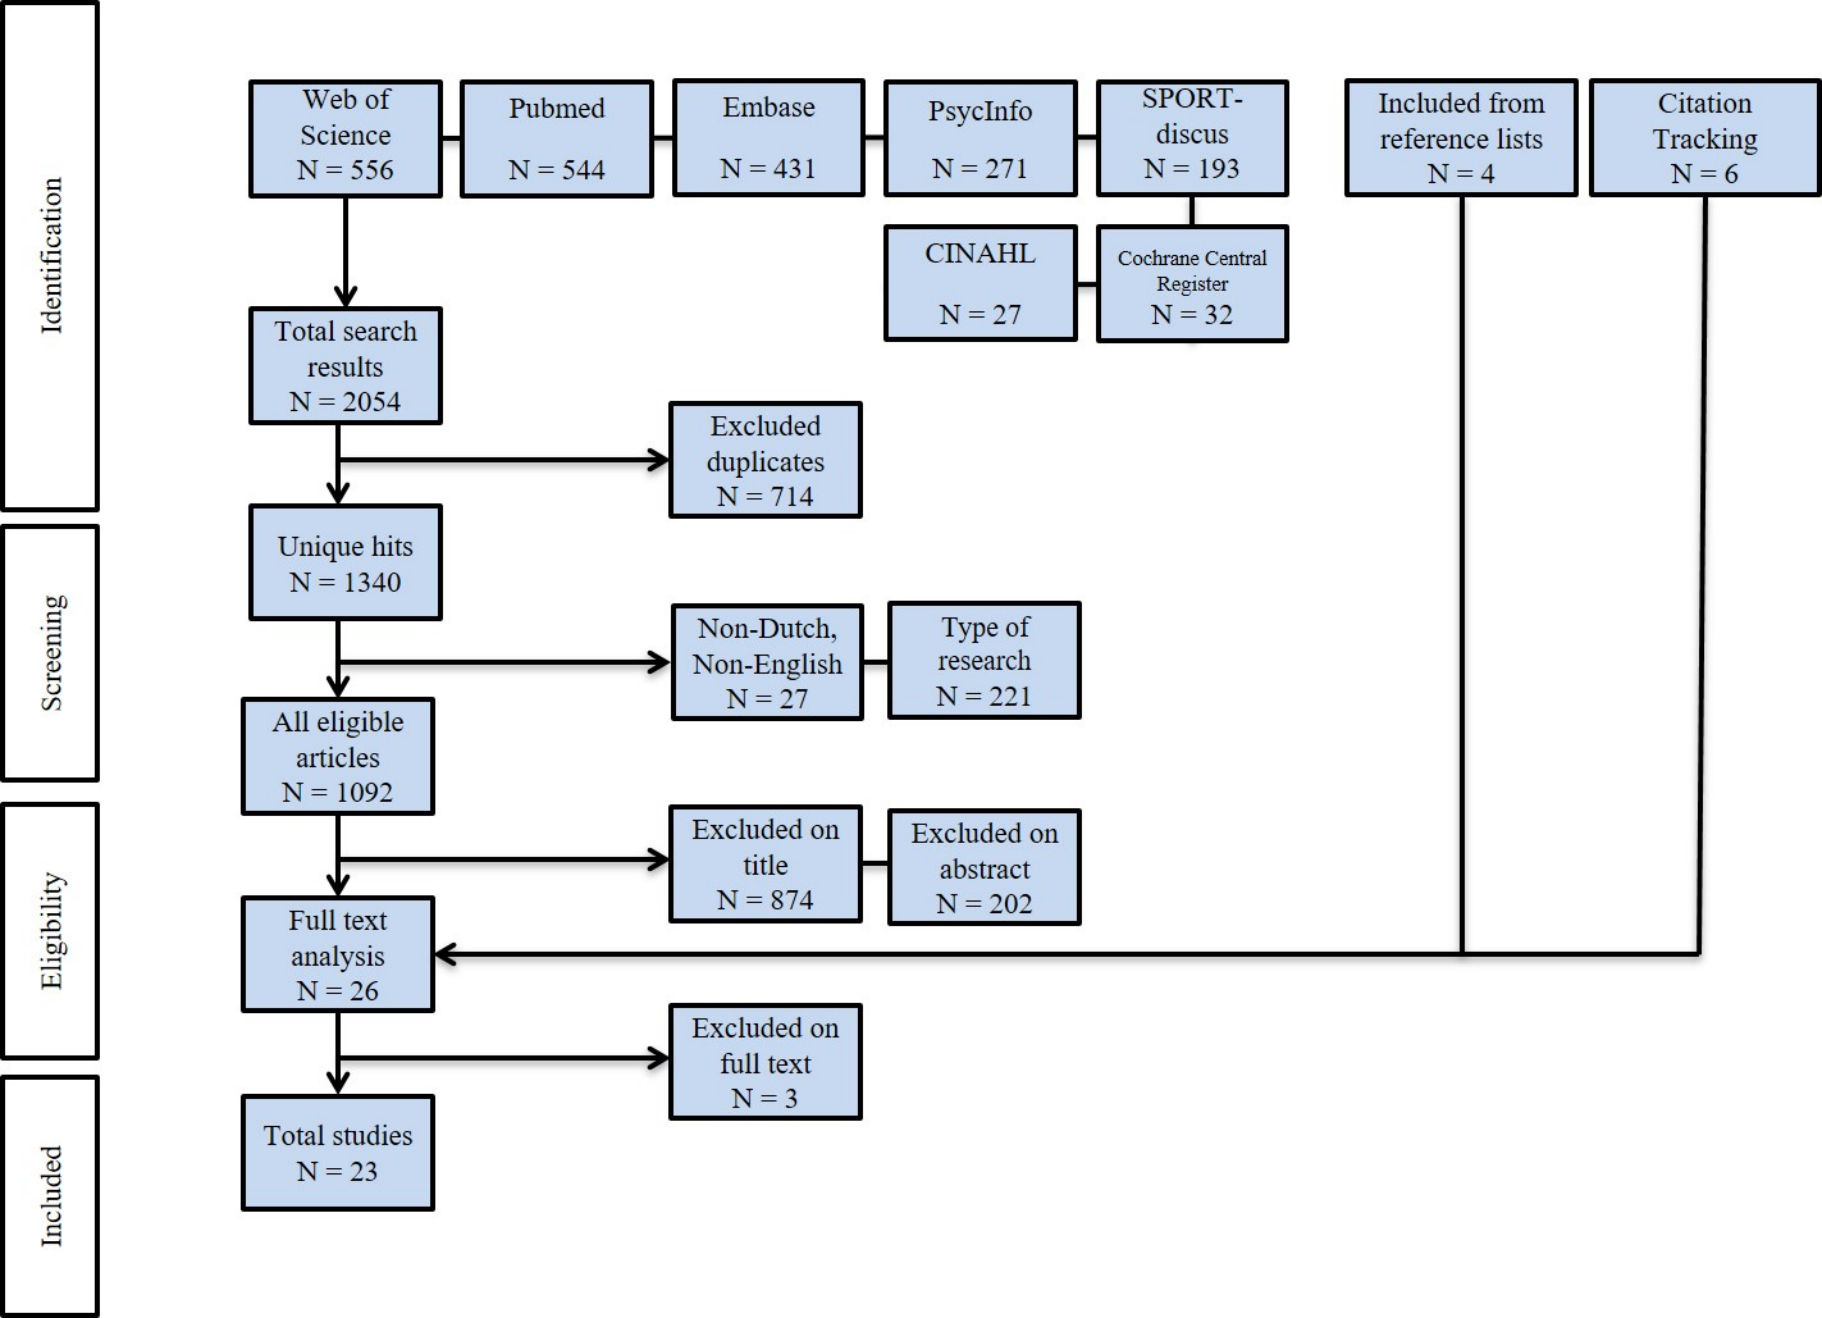 Identification
Web of
Science
N = 556
Pubmed
N = 544
Embase
N = 431
PsycInfo
N = 271
SPORT-
discus
N = 193
Included from
reference lists
N = 4
Citation
Tracking
N = 6
CINAHL
N = 27
Cochrane Central
Register
N = 32
Total search
results
N = 2054
Excluded
duplicates
N = 714
Screening
Unique hits
N = 1340
Non-Dutch,
Non-English
N = 27
Type of
research
N = 221
All eligible
articles
N = 1092
Eligibility
Excluded on
title
N = 874
Excluded on
abstract
N = 202
Full text
analysis
N = 26
Excluded on
full text
N = 3
Included
Total studies
N = 23